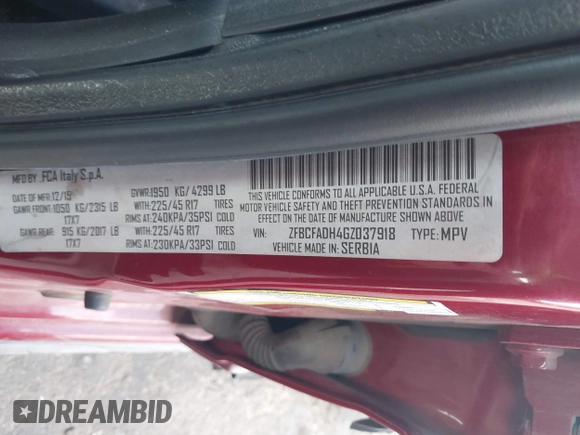 MFD BY .FCA Italy S.p.A.
DATE OF MFR:12/15 GVWR:1950 KG/4299 LB
GAWR FRONT:1050 KG/2315 LB WITH:225/45 R17 TIRES
17X7 RIMS AT:240KPA/35PSI COLD
GAWR REAR: 915 KG/2017 LB WITH:225/45 R17 TIRES
17X7 RIMS AT:230KPA/33PSI COLD
THIS VEHICLE CONFORMS TO ALL APPLICABLE U.S.A. FEDERAL
MOTOR VEHICLE SAFETY AND THEFT PREVENTION STANDARDS
IN EFFECT ON THE DATE OF MANUFACTURE SHOWN ABOVE
VIN: ZFBCFADH4GZ037918 TYPE: MPV
VEHICLE MADE IN: SERBIA
DREAMBID